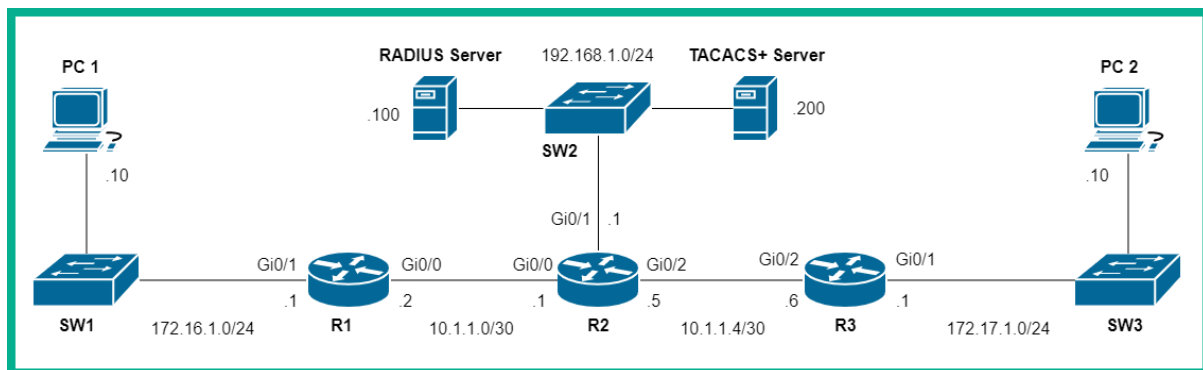 RADIUS Server
192.168.1.0/24
TACACS+ Server
PC 1
PC 2
.100
.200
SW2
.10
.10
Gi0/1
.1
Gi0/1
Gi0/0
Gi0/0
Gi0/2
Gi0/2
Gi0/1
.1
.2
.1
.5
.6
.1
SW1
172.16.1.0/24
R1
10.1.1.0/30
R2
10.1.1.4/30
R3
172.17.1.0/24
SW3